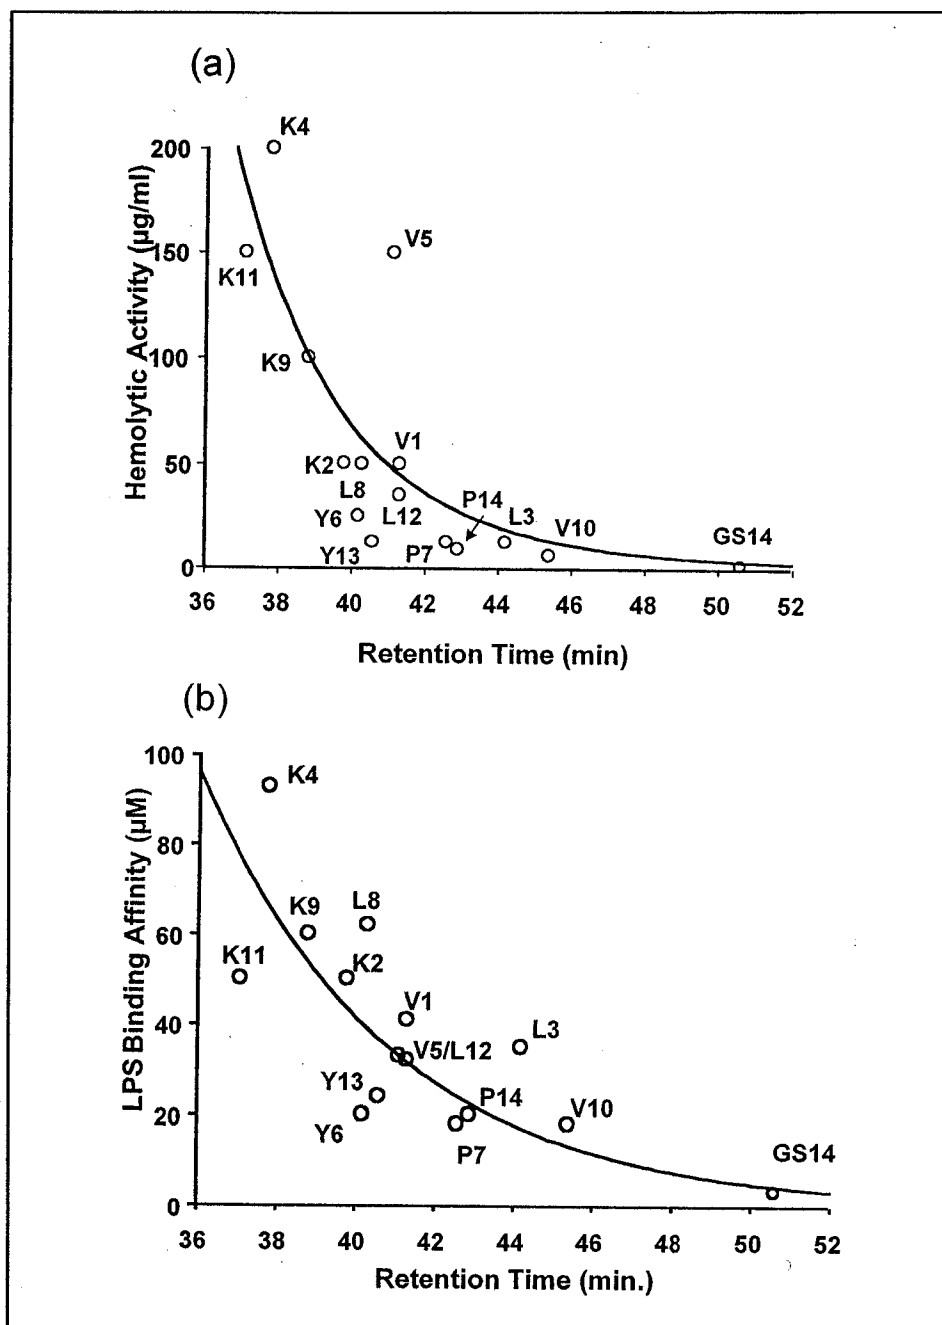 (a)
K4
200
V5
150
K11
K9
100
V1
K2
50
L8
P14
Y6
L12
L3
V10
Y13
P7
GS14
0
36 38 40 42 44 46 48 50 52
Hemolytic Activity (µg/ml)
Retention Time (min)
(b)
100
K4
80
K9
L8
60
K11
K2
V1
40
V5/L12
L3
Y13
P14
V10
20
Y6
P7
GS14
0
36 38 40 42 44 46 48 50 52
LPS Binding Affinity (µM)
Retention Time (min.)